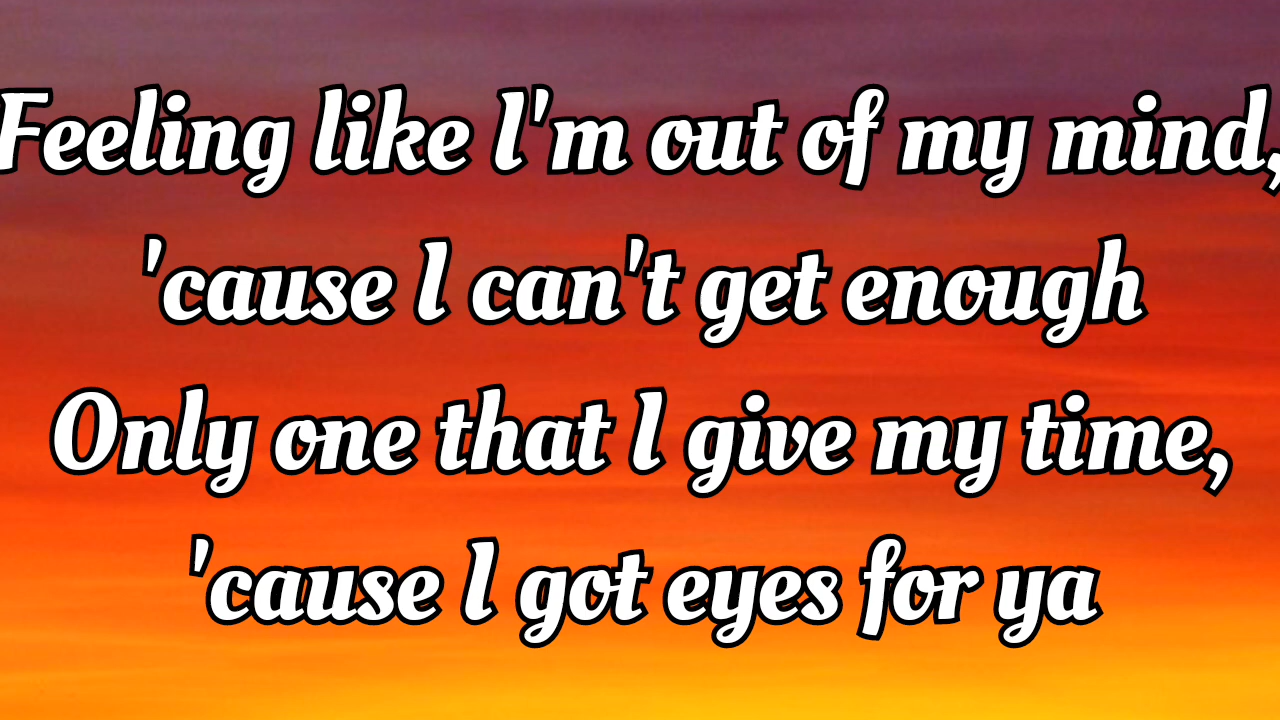 Feeling like I'm out of my mind,
'cause I can't get enough
Only one that I give my time,
'cause I got eyes for ya